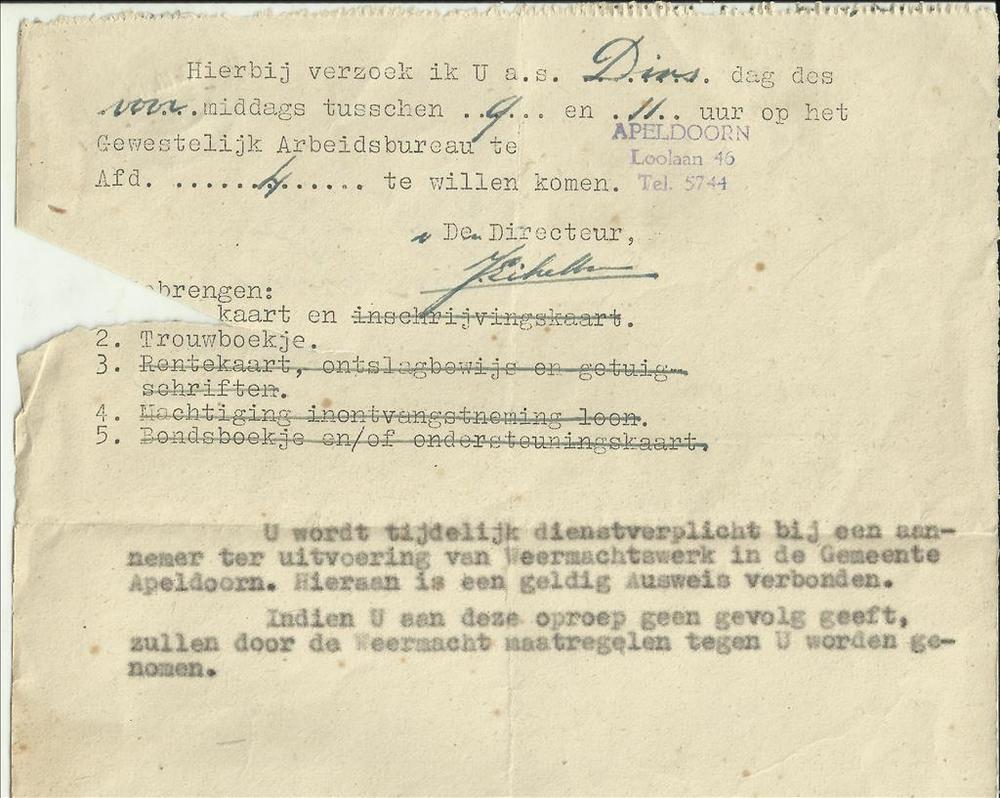 Hierbij verzoek ik U a.s. Dins. dag des
voor. middags tusschen ..9... en .11.. uur op het
Gewestelijk Arbeidsbureau te APELDOORN
Loolaan 46
Afd. .......4...... te willen komen. Tel. 5744
De Directeur,
ebrengen:
kaart en inschrijvingskaart.
2. Trouwboekje.
3. Rentekaart, ontslagbewijs en getuig-
schriften.
4. Machtiging inontvangstneming loon.
5. Bondsboekje en/of ondersteuningskaart.
U wordt tijdelijk dienstverplicht bij een aan-
nemer ter uitvoering van Weermachtswerk in de Gemeente
Apeldoorn. Hieraan is een geldig Ausweis verbonden.
Indien U aan deze oproep geen gevolg geeft,
zullen door de Weermacht maatregelen tegen U worden ge-
nomen.